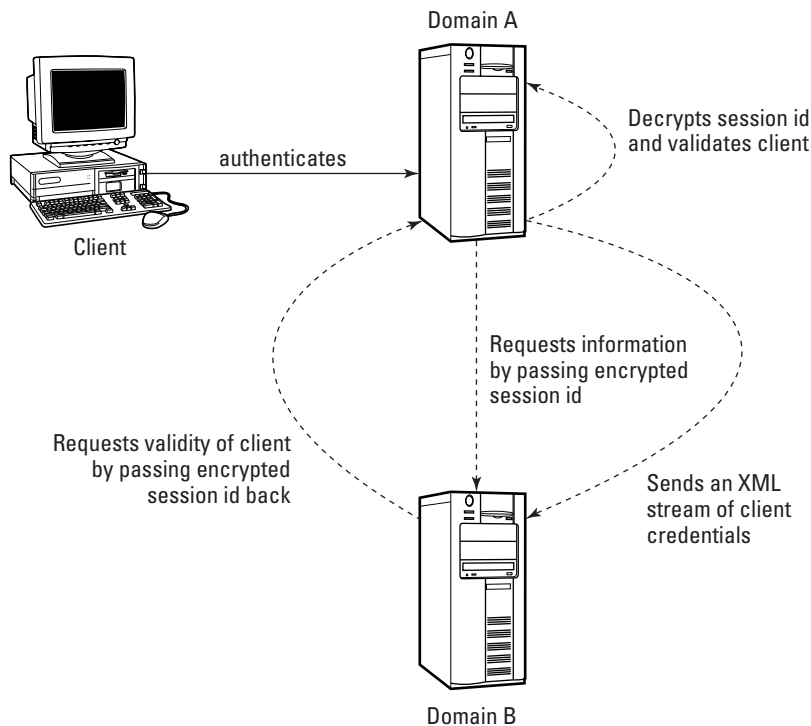 Domain A
Decrypts session id
and validates client
authenticates
Client
Requests information
by passing encrypted
session id
Requests validity of client
by passing encrypted
session id back
Sends an XML
stream of client
credentials
Domain B